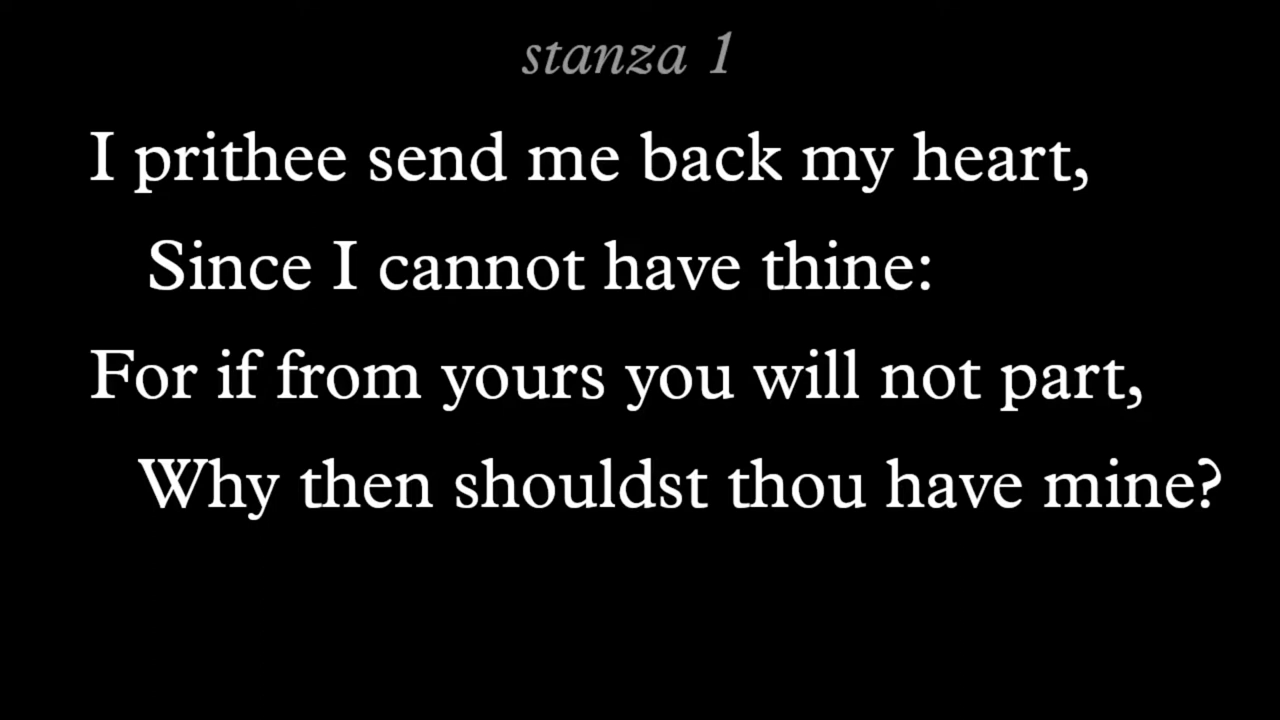 stanza 1
I prithee send me back my heart,
Since I cannot have thine:
For if from yours you will not part,
Why then shouldst thou have mine?